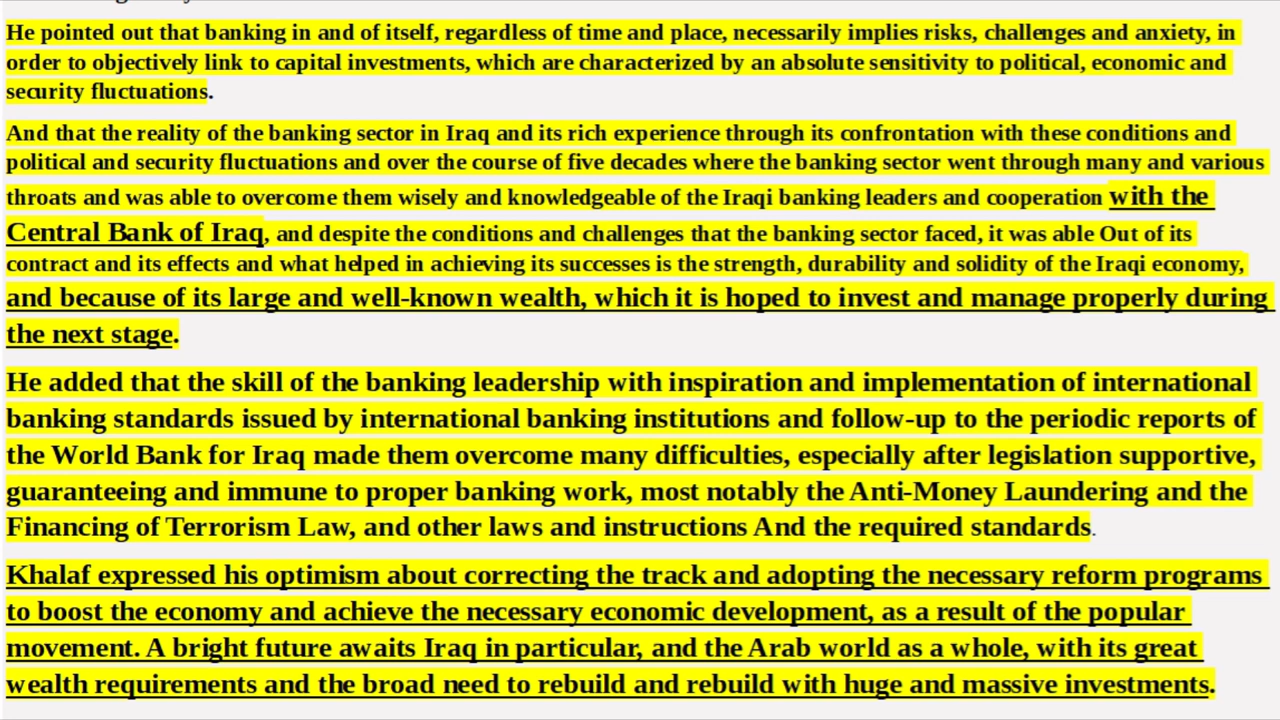 He pointed out that banking in and of itself, regardless of time and place, necessarily implies risks, challenges and anxiety, in
order to objectively link to capital investments, which are characterized by an absolute sensitivity to political, economic and
security fluctuations.
And that the reality of the banking sector in Iraq and its rich experience through its confrontation with these conditions and
political and security fluctuations and over the course of five decades where the banking sector went through many and various
throats and was able to overcome them wisely and knowledgeable of the Iraqi banking leaders and cooperation with the
Central Bank of Iraq, and despite the conditions and challenges that the banking sector faced, it was able Out of its
contract and its effects and what helped in achieving its successes is the strength, durability and solidity of the Iraqi economy,
and because of its large and well-known wealth, which it is hoped to invest and manage properly during
the next stage.
He added that the skill of the banking leadership with inspiration and implementation of international
banking standards issued by international banking institutions and follow-up to the periodic reports of
the World Bank for Iraq made them overcome many difficulties, especially after legislation supportive,
guaranteeing and immune to proper banking work, most notably the Anti-Money Laundering and the
Financing of Terrorism Law, and other laws and instructions And the required standards.
Khalaf expressed his optimism about correcting the track and adopting the necessary reform programs
to boost the economy and achieve the necessary economic development, as a result of the popular
movement. A bright future awaits Iraq in particular, and the Arab world as a whole, with its great
wealth requirements and the broad need to rebuild and rebuild with huge and massive investments.